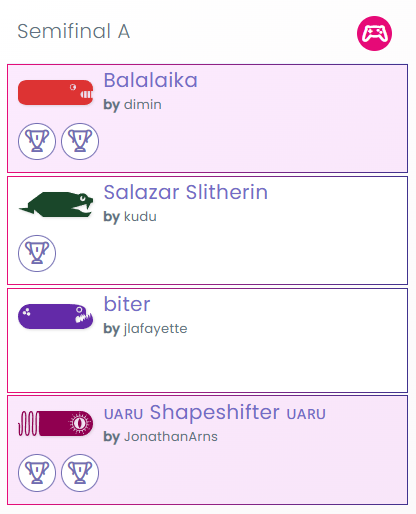 Semifinal A
Balalaika
by dimin
Salazar Slitherin
by kudu
biter
by jlafayette
UARU Shapeshifter UARU
by JonathanArns